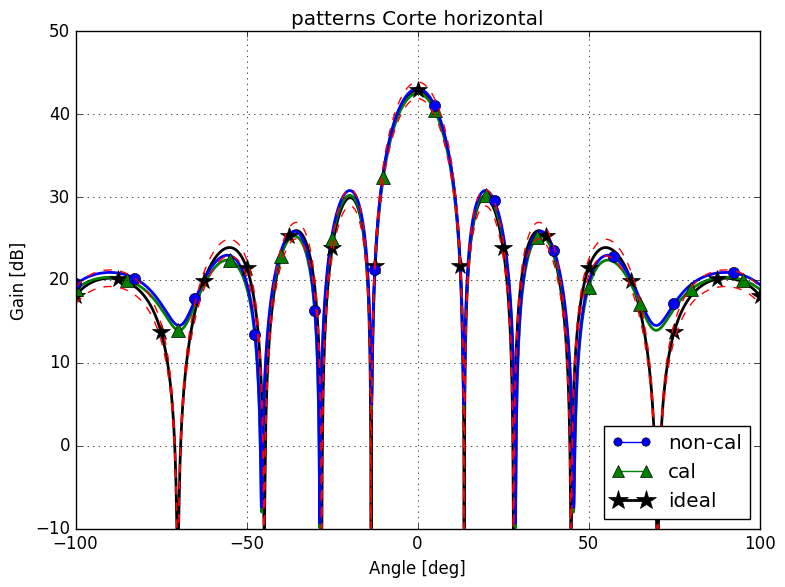 patterns Corte horizontal
50
40
30
20
10
0
−10
−100
−50
0
50
100
Gain [dB]
Angle [deg]
non-cal
cal
ideal